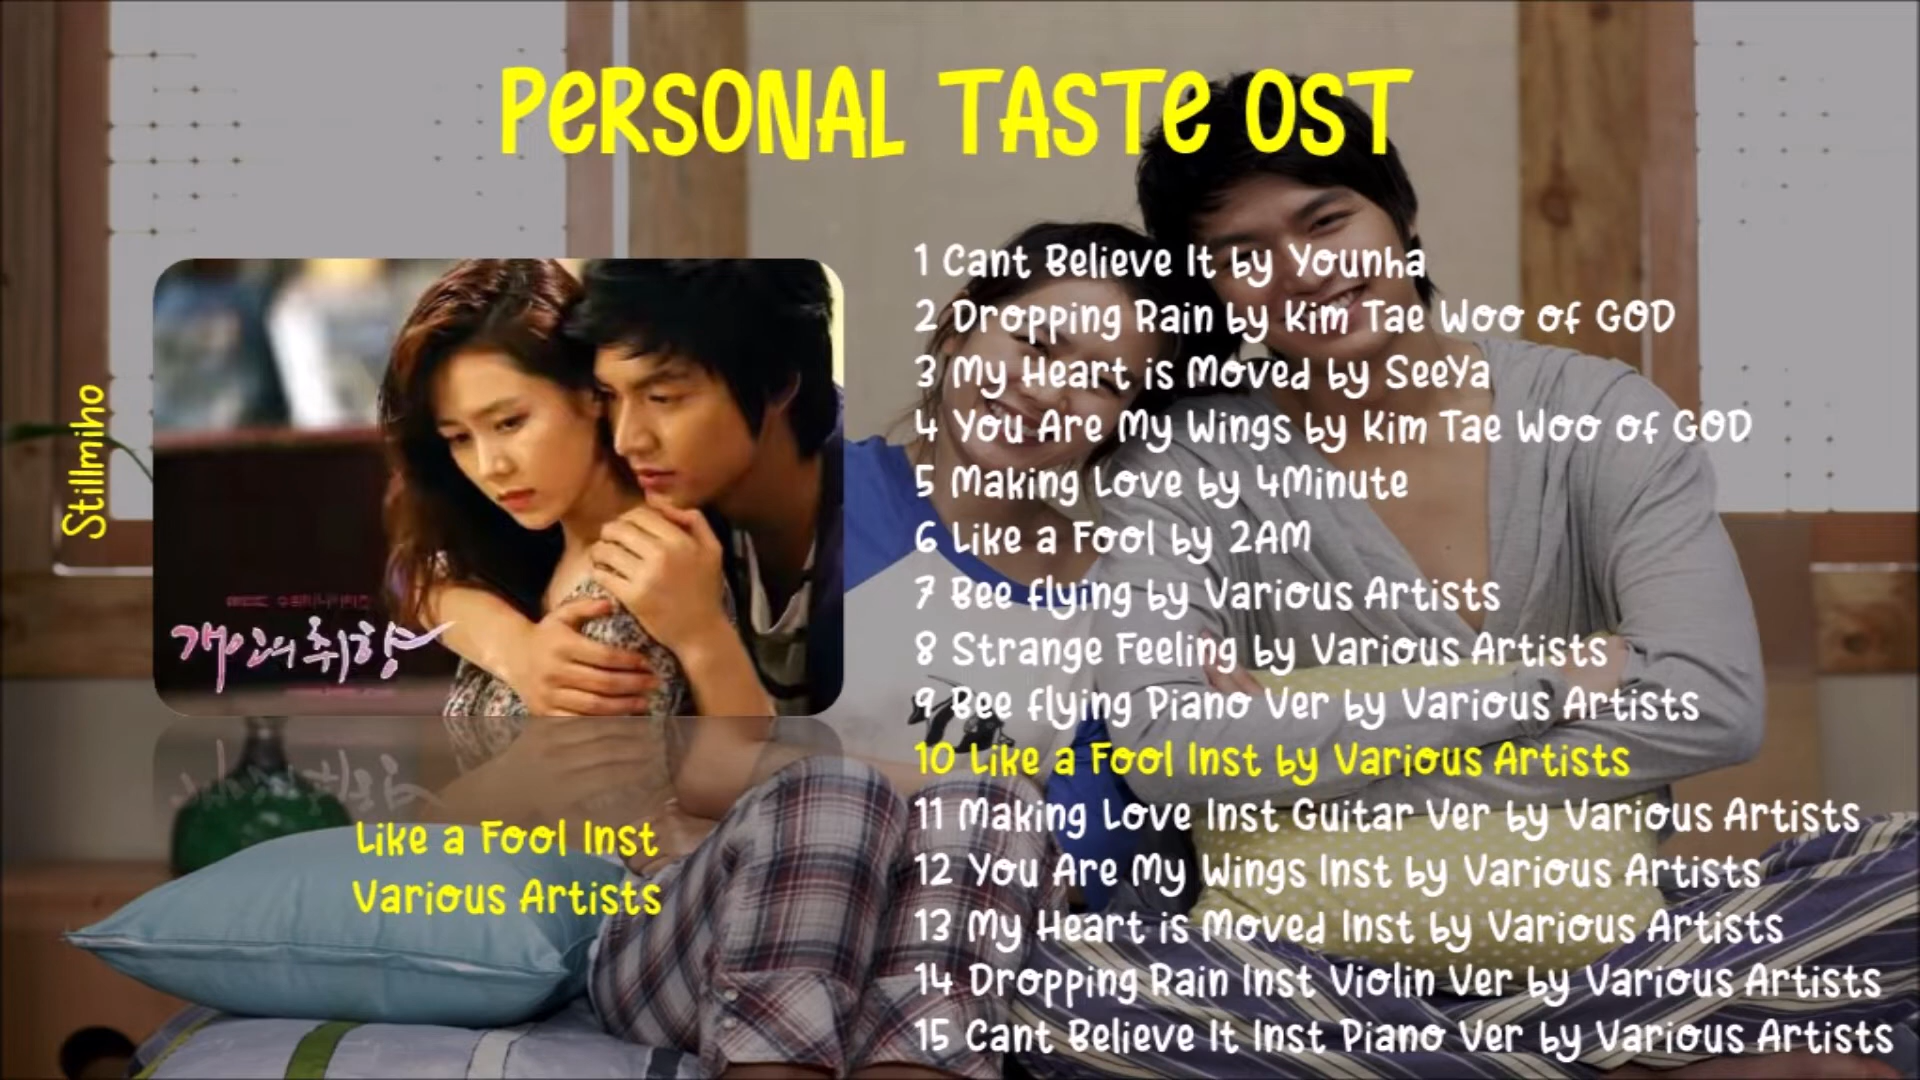 PERSONAL TASTE OST
Stillmiho
개인의 취향
Like a Fool Inst
Various Artists
1 Cant Believe It by Younha
2 Dropping Rain by Kim Tae Woo of GOD
3 My Heart is Moved by SeeYa
4 You Are My Wings by Kim Tae Woo of GOD
5 Making Love by 4Minute
6 Like a Fool by 2AM
7 Bee flying by Various Artists
8 Strange Feeling by Various Artists
9 Bee flying Piano Ver by Various Artists
10 Like a Fool Inst by Various Artists
11 Making Love Inst Guitar Ver by Various Artists
12 You Are My Wings Inst by Various Artists
13 My Heart is Moved Inst by Various Artists
14 Dropping Rain Inst Violin Ver by Various Artists
15 Cant Believe It Inst Piano Ver by Various Artists